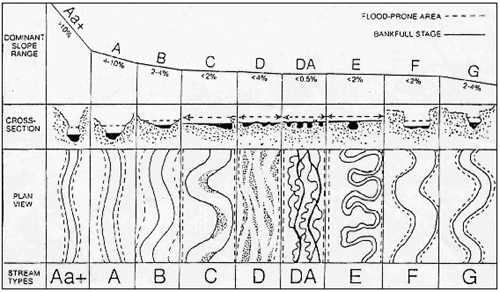 DOMINANT
SLOPE
RANGE
FLOOD-PRONE AREA
BANKFULL STAGE
Aa+
>10%
A
4-10%
B
2-4%
C
<2%
D
<4%
DA
<0.5%
E
<2%
F
<2%
G
2-4%
CROSS-
SECTION
PLAN
VIEW
STREAM
TYPES
Aa+ A B C D DA E F G